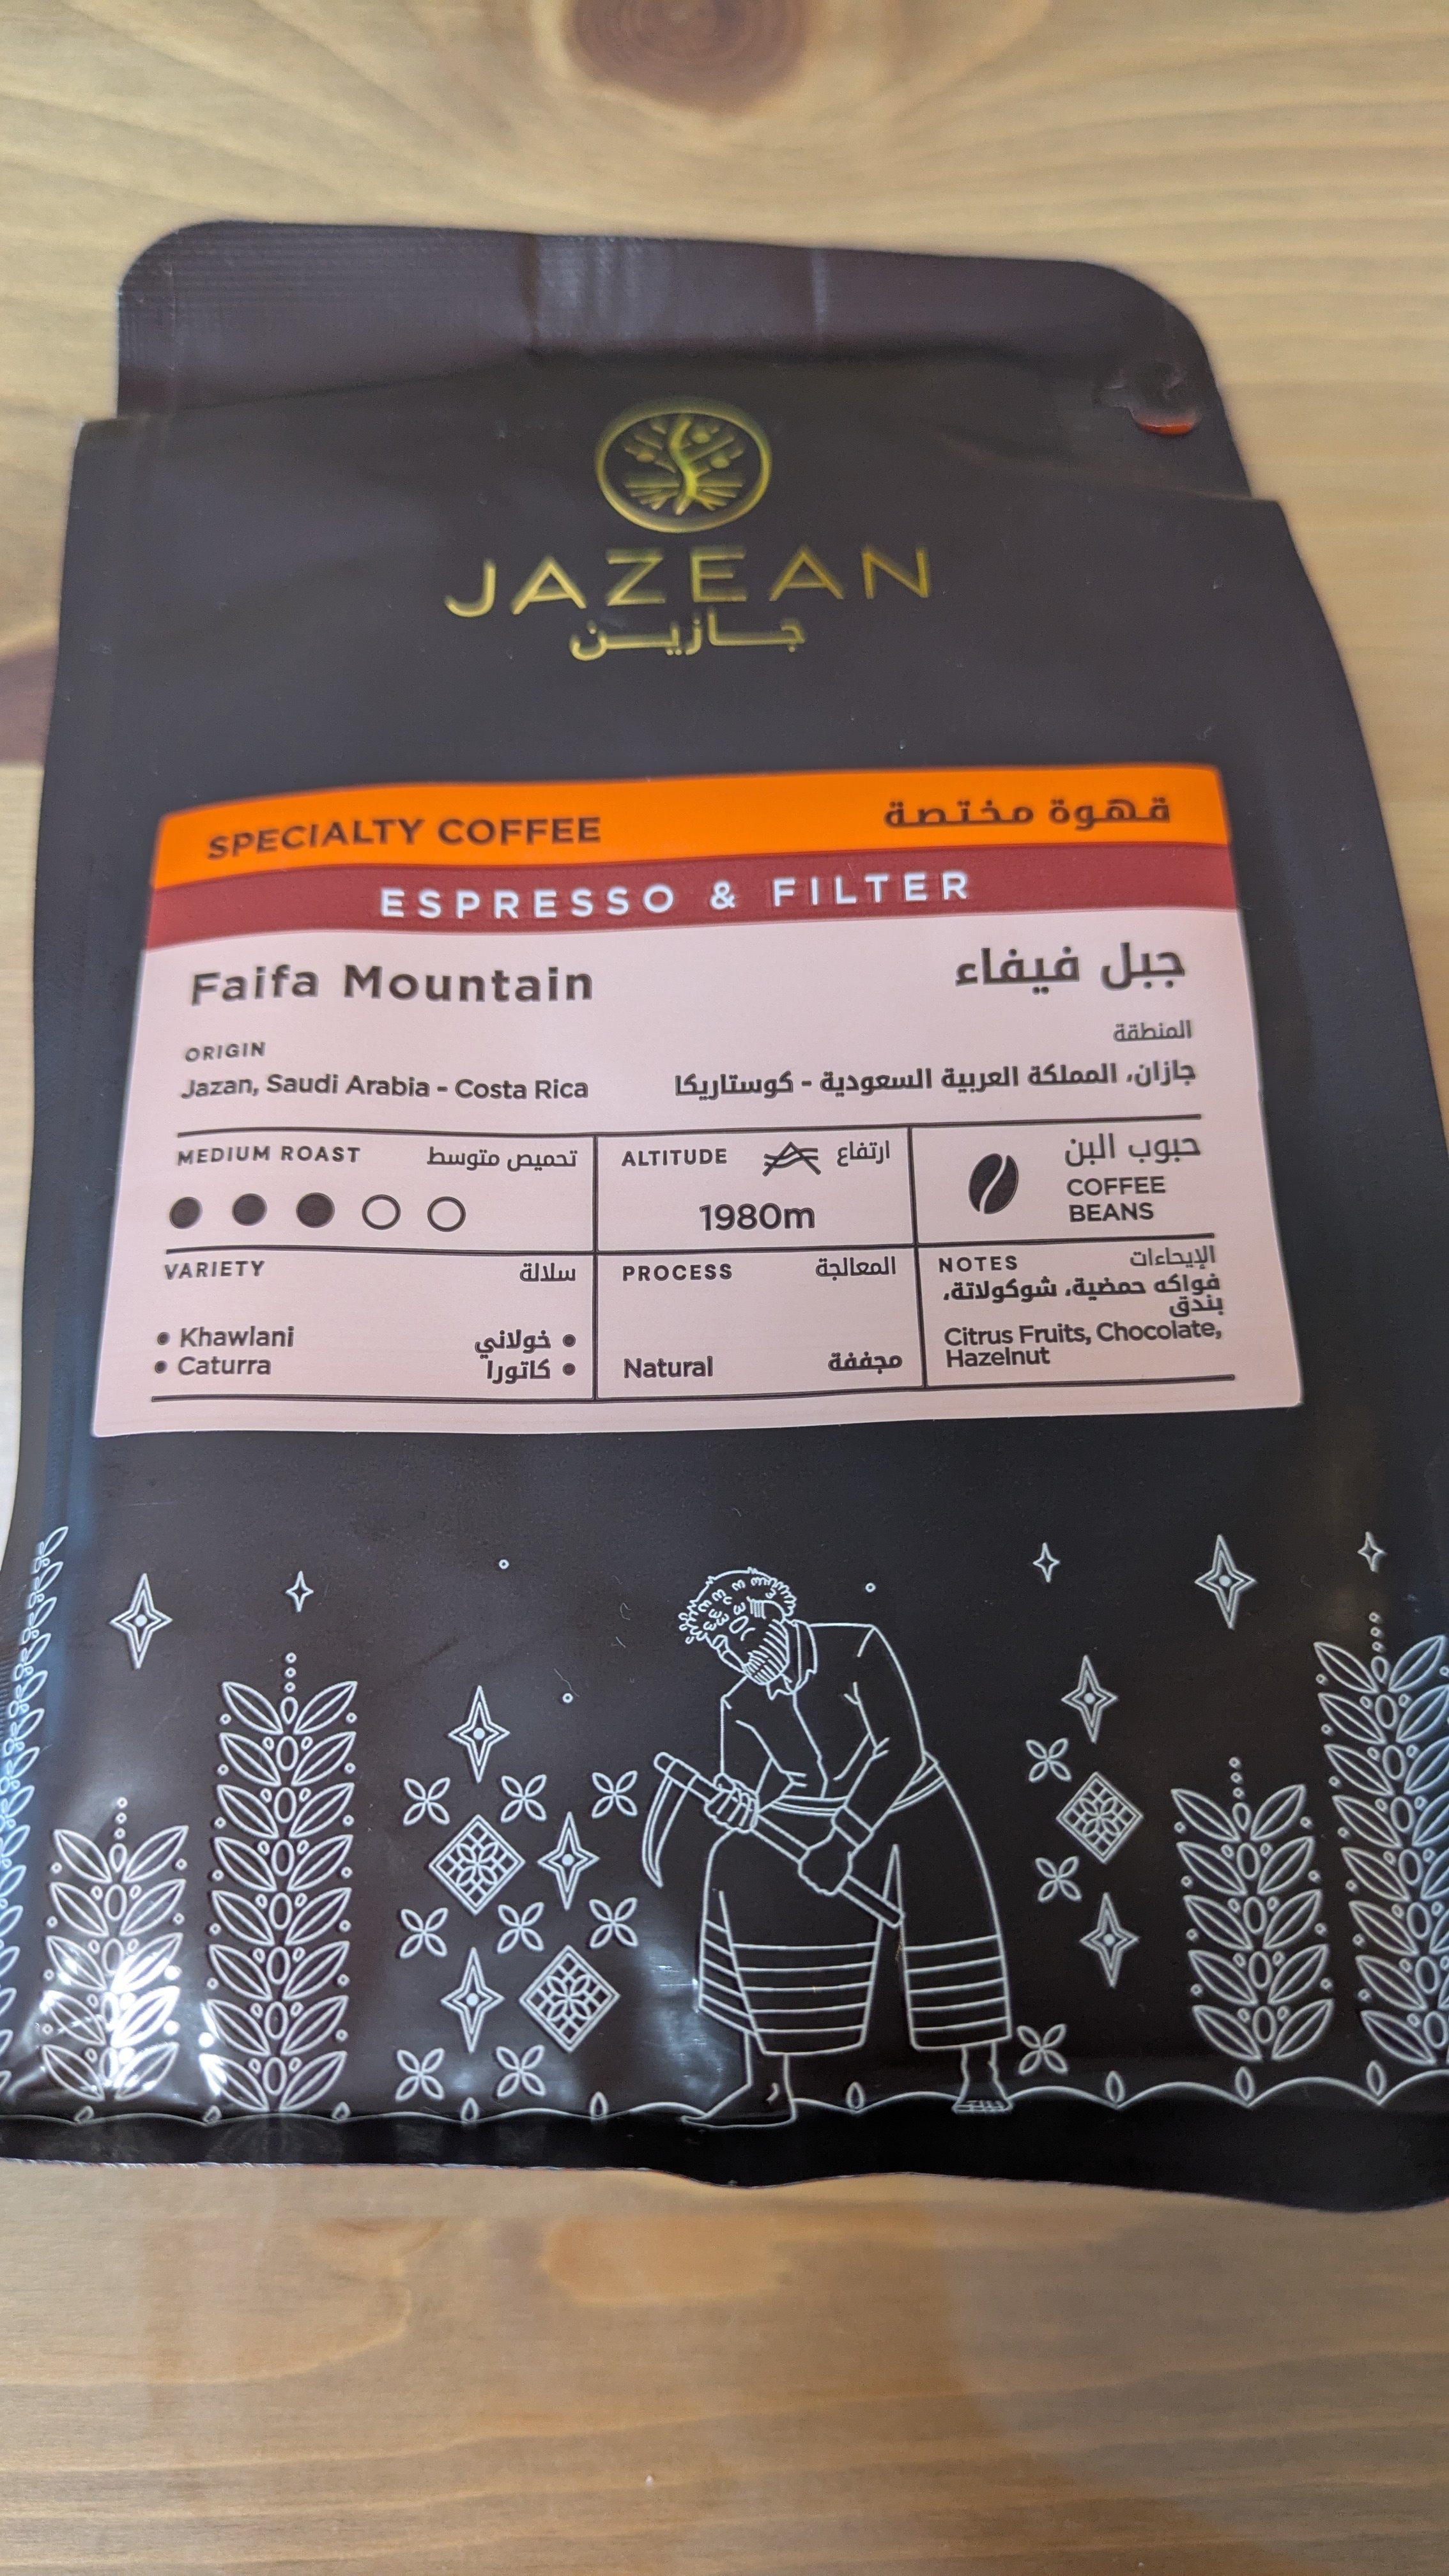 JAZEAN
جازين
SPECIALTY COFFEE قهوة مختصة
ESPRESSO & FILTER
Faifa Mountain جبل فيفاء
ORIGIN المنطقة
Jazan, Saudi Arabia - Costa Rica جازان، المملكة العربية السعودية - كوستاريكا
MEDIUM ROAST تحميص متوسط
ALTITUDE ارتفاع
1980m
حبوب البن
COFFEE
BEANS
VARIETY سلالة
• Khawlani • خولاني
• Caturra • كاتورا
PROCESS المعالجة
Natural مجففة
NOTES الإيحاءات
فواكه حمضية، شوكولاتة،
بندق
Citrus Fruits, Chocolate,
Hazelnut